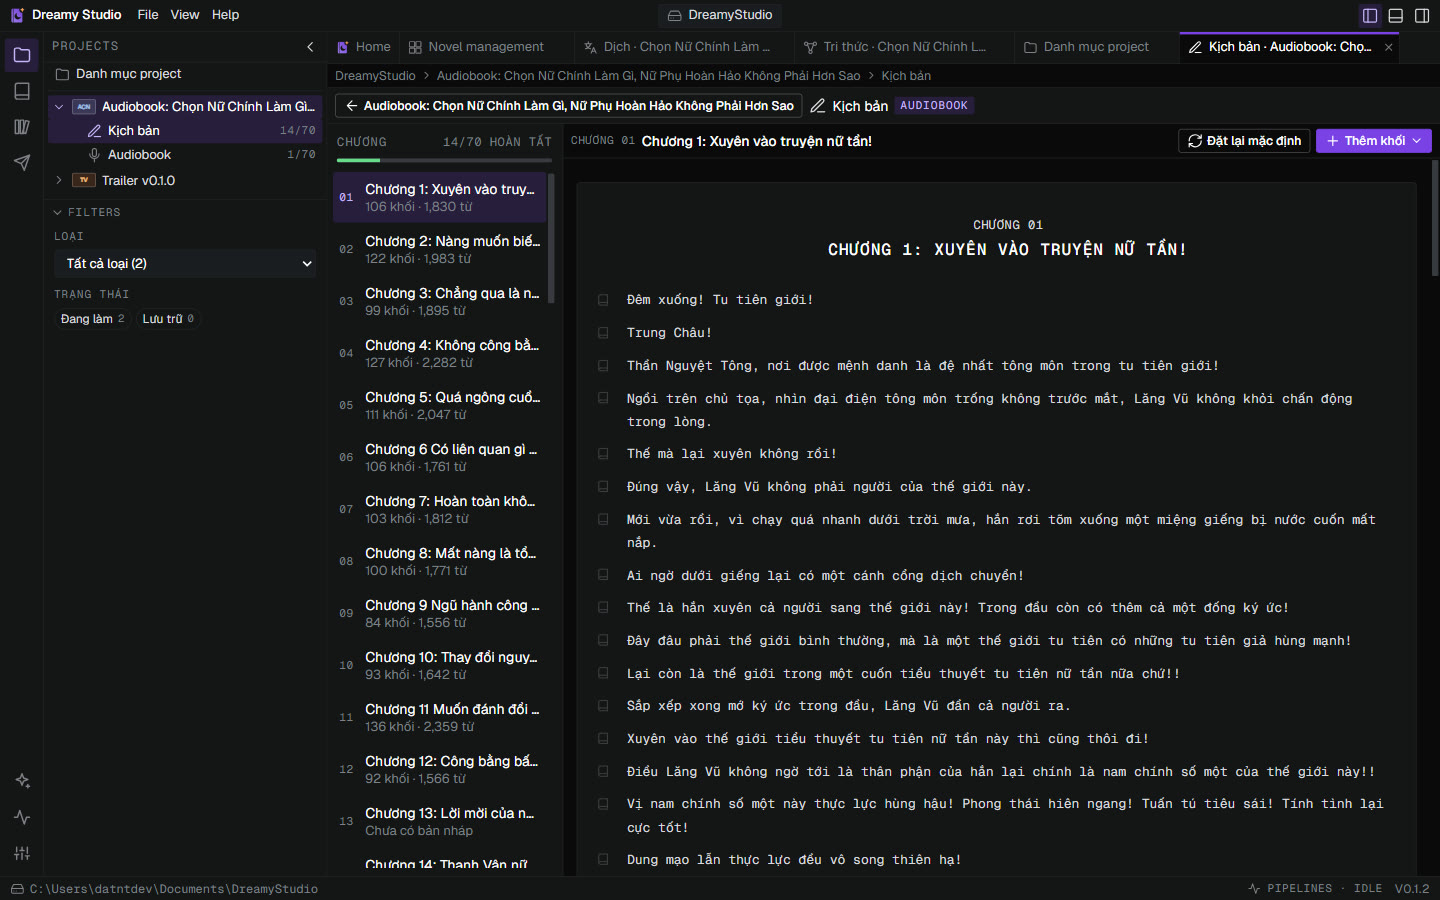 Dreamy Studio File View Help
DreamyStudio
PROJECTS
Danh mục project
ACN Audiobook: Chọn Nữ Chính Làm Gì...
Kịch bản 14/70
Audiobook 1/70
TV Trailer v0.1.0
FILTERS
LOẠI
Tất cả loại (2)
TRẠNG THÁI
Đang làm 2 Lưu trữ 0
Home Novel management Dịch · Chọn Nữ Chính Làm ... Tri thức · Chọn Nữ Chính L... Danh mục project Kịch bản · Audiobook: Chọ...
DreamyStudio > Audiobook: Chọn Nữ Chính Làm Gì, Nữ Phụ Hoàn Hảo Không Phải Hơn Sao > Kịch bản
Audiobook: Chọn Nữ Chính Làm Gì, Nữ Phụ Hoàn Hảo Không Phải Hơn Sao Kịch bản AUDIOBOOK
CHƯƠNG 14/70 HOÀN TẤT
01 Chương 1: Xuyên vào truy...
106 khối · 1,830 từ
02 Chương 2: Nàng muốn biế...
122 khối · 1,983 từ
03 Chương 3: Chẳng qua là n...
99 khối · 1,895 từ
04 Chương 4: Không công bằ...
127 khối · 2,282 từ
05 Chương 5: Quá ngông cuồ...
111 khối · 2,047 từ
06 Chương 6 Có liên quan gì ...
106 khối · 1,761 từ
07 Chương 7: Hoàn toàn khô...
103 khối · 1,812 từ
08 Chương 8: Mất nàng là tổ...
100 khối · 1,771 từ
09 Chương 9 Ngũ hành công ...
84 khối · 1,556 từ
10 Chương 10: Thay đổi nguy...
93 khối · 1,642 từ
11 Chương 11 Muốn đánh đổi ...
136 khối · 2,359 từ
12 Chương 12: Công bằng bấ...
92 khối · 1,566 từ
13 Chương 13: Lời mời của n...
Chưa có bản nháp
Chương 14: Thanh Vân nữ
CHƯƠNG 01 Chương 1: Xuyên vào truyện nữ tần!
Đặt lại mặc định
Thêm khối
CHƯƠNG 01
CHƯƠNG 1: XUYÊN VÀO TRUYỆN NỮ TẦN!
Đêm xuống! Tu tiên giới!
Trung Châu!
Thần Nguyệt Tông, nơi được mệnh danh là đệ nhất tông môn trong tu tiên giới!
Ngồi trên chủ tọa, nhìn đại điện tông môn trống không trước mắt, Lăng Vũ không khỏi chấn động
trong lòng.
Thế mà lại xuyên không rồi!
Đúng vậy, Lăng Vũ không phải người của thế giới này.
Mới vừa rồi, vì chạy quá nhanh dưới trời mưa, hắn rơi tõm xuống một miệng giếng bị nước cuốn mất
nắp.
Ai ngờ dưới giếng lại có một cánh cổng dịch chuyển!
Thế là hắn xuyên cả người sang thế giới này! Trong đầu còn có thêm cả một đống ký ức!
Đây đâu phải thế giới bình thường, mà là một thế giới tu tiên có những tu tiên giả hùng mạnh!
Lại còn là thế giới trong một cuốn tiểu thuyết tu tiên nữ tần nữa chứ!!
Sắp xếp xong mớ ký ức trong đầu, Lăng Vũ đần cả người ra.
Xuyên vào thế giới tiểu thuyết tu tiên nữ tần này thì cũng thôi đi!
Điều Lăng Vũ không ngờ tới là thân phận của hắn lại chính là nam chính số một của thế giới này!!
Vị nam chính số một này thực lực hùng hậu! Phong thái hiên ngang! Tuấn tú tiêu sái! Tính tình lại
cực tốt!
Dung mạo lẫn thực lực đều vô song thiên hạ!
C:\Users\datntdev\Documents\DreamyStudio
PIPELINES · IDLE V0.1.2